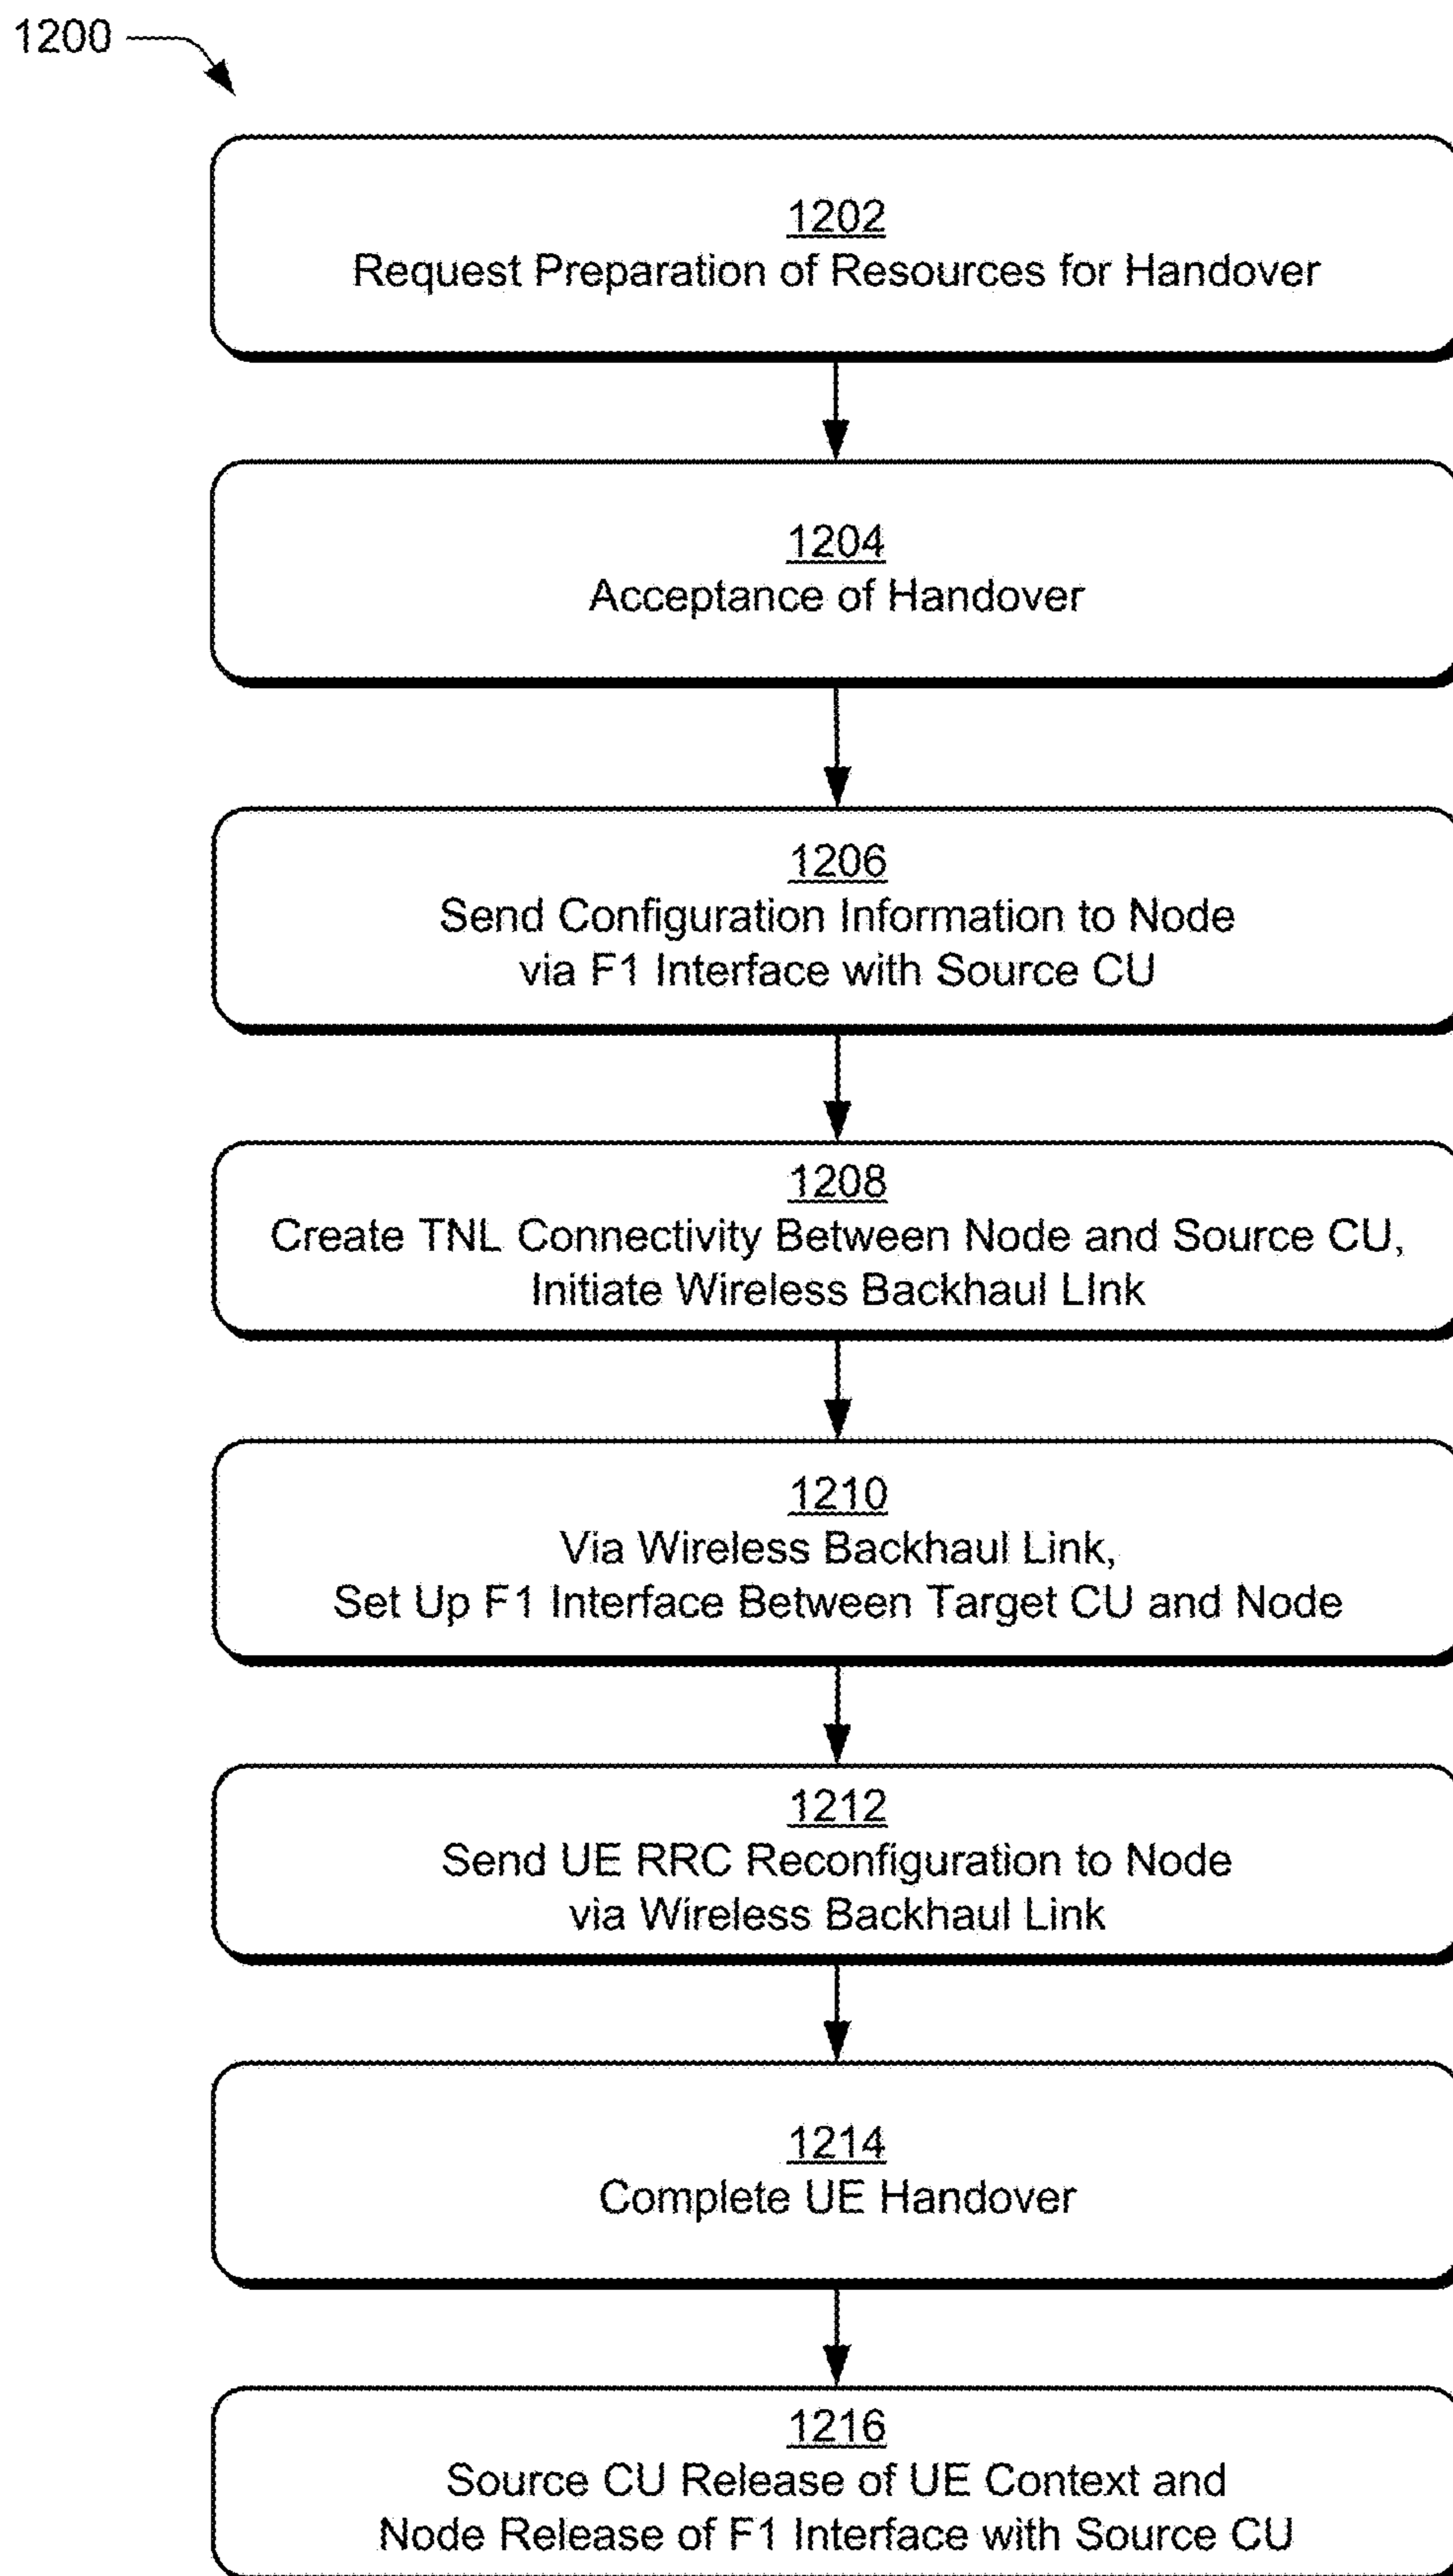 1200
1202
Request Preparation of Resources for Handover
1204
Acceptance of Handover
1206
Send Configuration Information to Node
via F1 Interface with Source CU
1208
Create TNL Connectivity Between Node and Source CU,
Initiate Wireless Backhaul LInk
1210
Via Wireless Backhaul Link,
Set Up F1 Interface Between Target CU and Node
1212
Send UE RRC Reconfiguration to Node
via Wireless Backhaul Link
1214
Complete UE Handover
1216
Source CU Release of UE Context and
Node Release of F1 Interface with Source CU